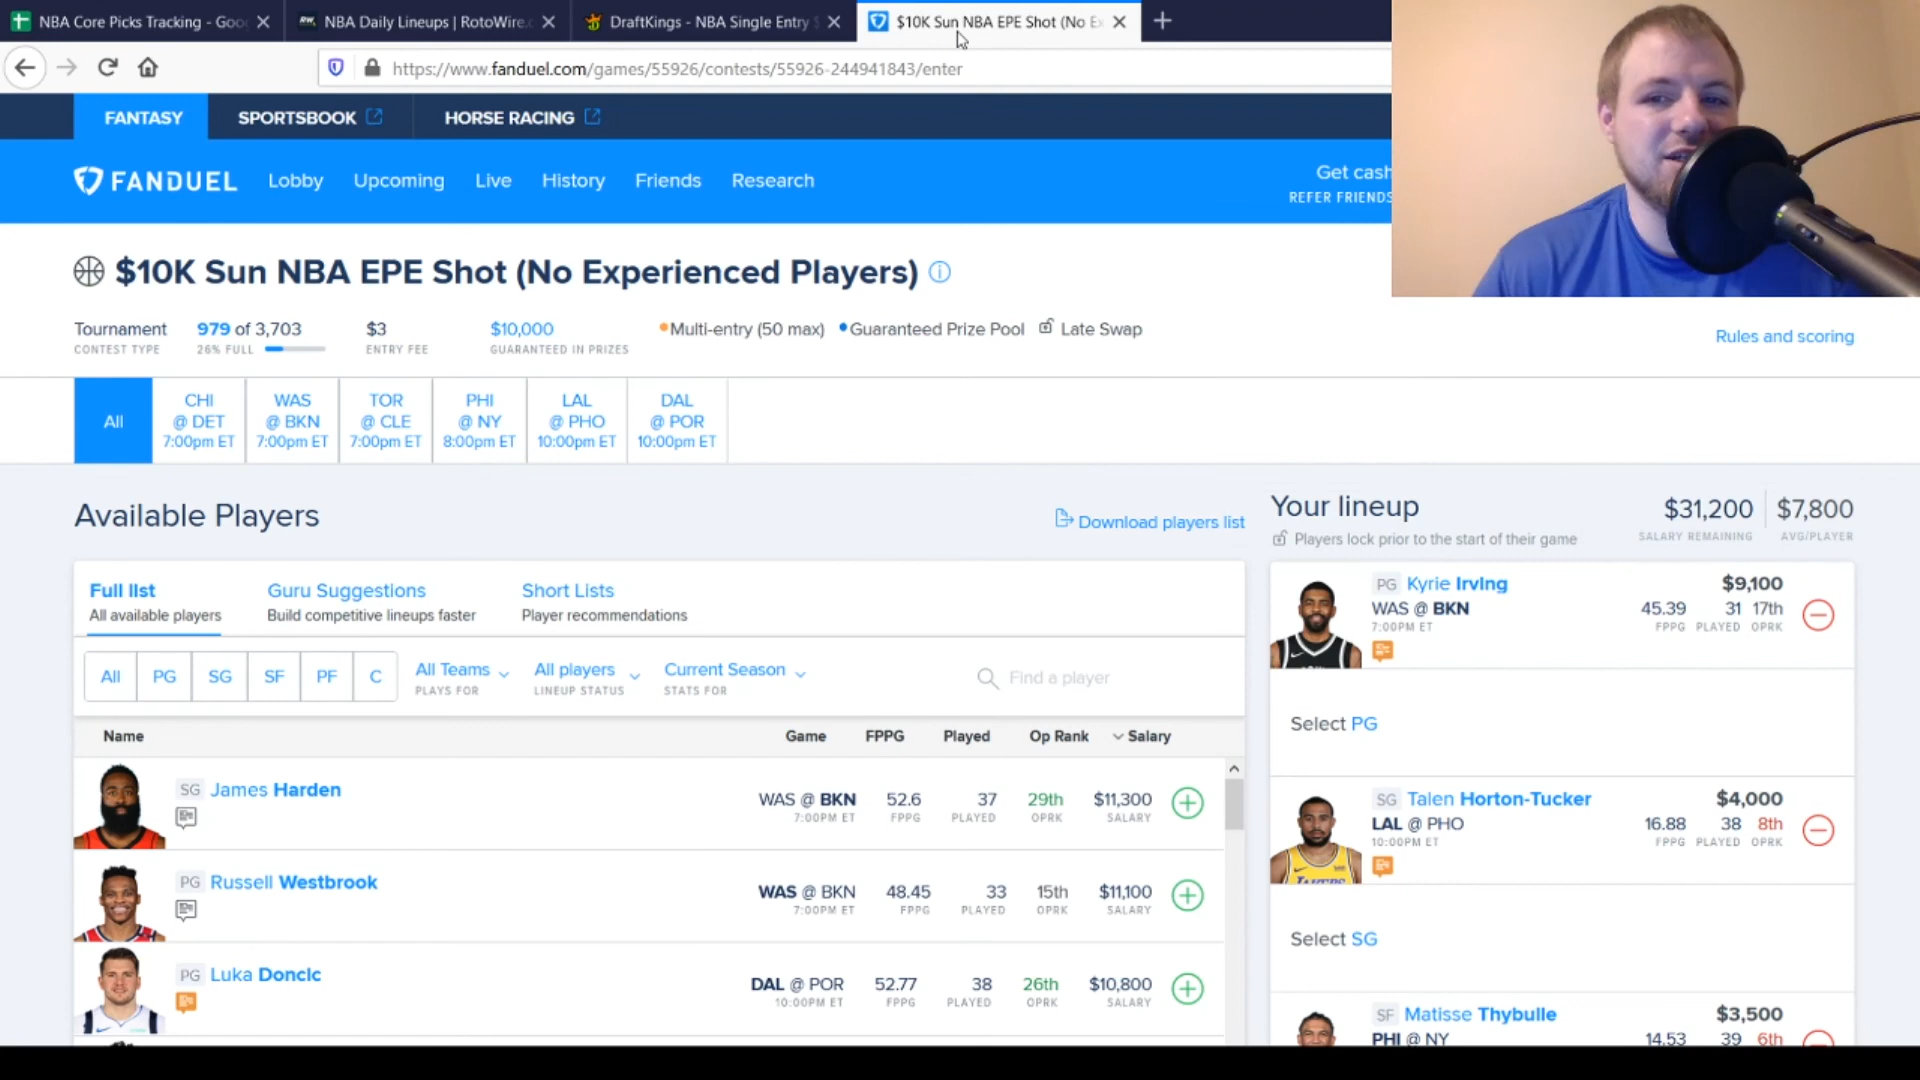 NBA Core Picks Tracking - Goo
NBA Daily Lineups | RotoWire.c
DraftKings - NBA Single Entry S
$10K Sun NBA EPE Shot (No Ex
https://www.fanduel.com/games/55926/contests/55926-244941843/enter
FANTASY
SPORTSBOOK
HORSE RACING
FANDUEL
Lobby
Upcoming
Live
History
Friends
Research
Get cash
REFER FRIENDS
$10K Sun NBA EPE Shot (No Experienced Players)
Tournament
CONTEST TYPE
979 of 3,703
26% FULL
$3
ENTRY FEE
$10,000
GUARANTEED IN PRIZES
Multi-entry (50 max)
Guaranteed Prize Pool
Late Swap
Rules and scoring
All
CHI
@ DET
7:00pm ET
WAS
@ BKN
7:00pm ET
TOR
@ CLE
7:00pm ET
PHI
@ NY
8:00pm ET
LAL
@ PHO
10:00pm ET
DAL
@ POR
10:00pm ET
Available Players
Download players list
Full list
All available players
Guru Suggestions
Build competitive lineups faster
Short Lists
Player recommendations
All
PG
SG
SF
PF
C
All Teams
PLAYS FOR
All players
LINEUP STATUS
Current Season
STATS FOR
Find a player
Name
Game
FPPG
Played
Op Rank
Salary
SG James Harden
WAS @ BKN 52.6 37 29th $11,300
7:00PM ET FPPG PLAYED OPRK SALARY
PG Russell Westbrook
WAS @ BKN 48.45 33 15th $11,100
7:00PM ET FPPG PLAYED OPRK SALARY
PG Luka Doncic
DAL @ POR 52.77 38 26th $10,800
10:00PM ET FPPG PLAYED OPRK SALARY
Your lineup
Players lock prior to the start of their game
$31,200
SALARY REMAINING
$7,800
AVG/PLAYER
PG Kyrie Irving $9,100
WAS @ BKN 45.39 31 17th
7:00PM ET FPPG PLAYED OPRK
Select PG
SG Talen Horton-Tucker $4,000
LAL @ PHO 16.88 38 8th
10:00PM ET FPPG PLAYED OPRK
LAKERS
Select SG
SF Matisse Thybulle $3,500
PHI @ NY 14.53 39 6th